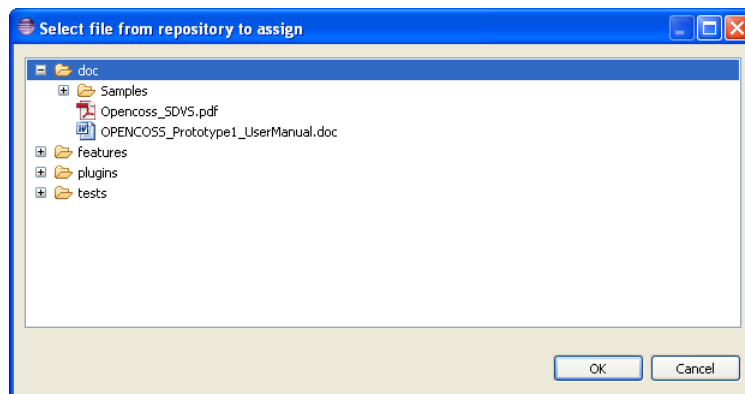 Select file from repository to assign
doc
Samples
Opencoss_SDVS.pdf
OPENCOSS_Prototype1_UserManual.doc
features
plugins
tests
OK Cancel